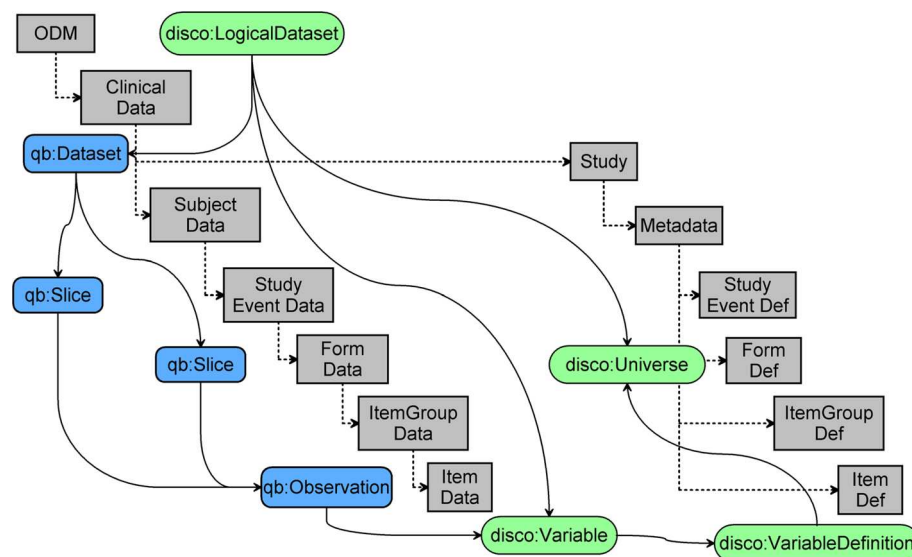 ODM
disco:LogicalDataset
Clinical
Data
qb:Dataset
Study
Subject
Data
Metadata
Study
Event Data
Study
Event Def
qb:Slice
Form
Data
Form
Def
qb:Slice
disco:Universe
ItemGroup
Data
ItemGroup
Def
Item
Data
Item
Def
qb:Observation
disco:Variable
disco:VariableDefinition